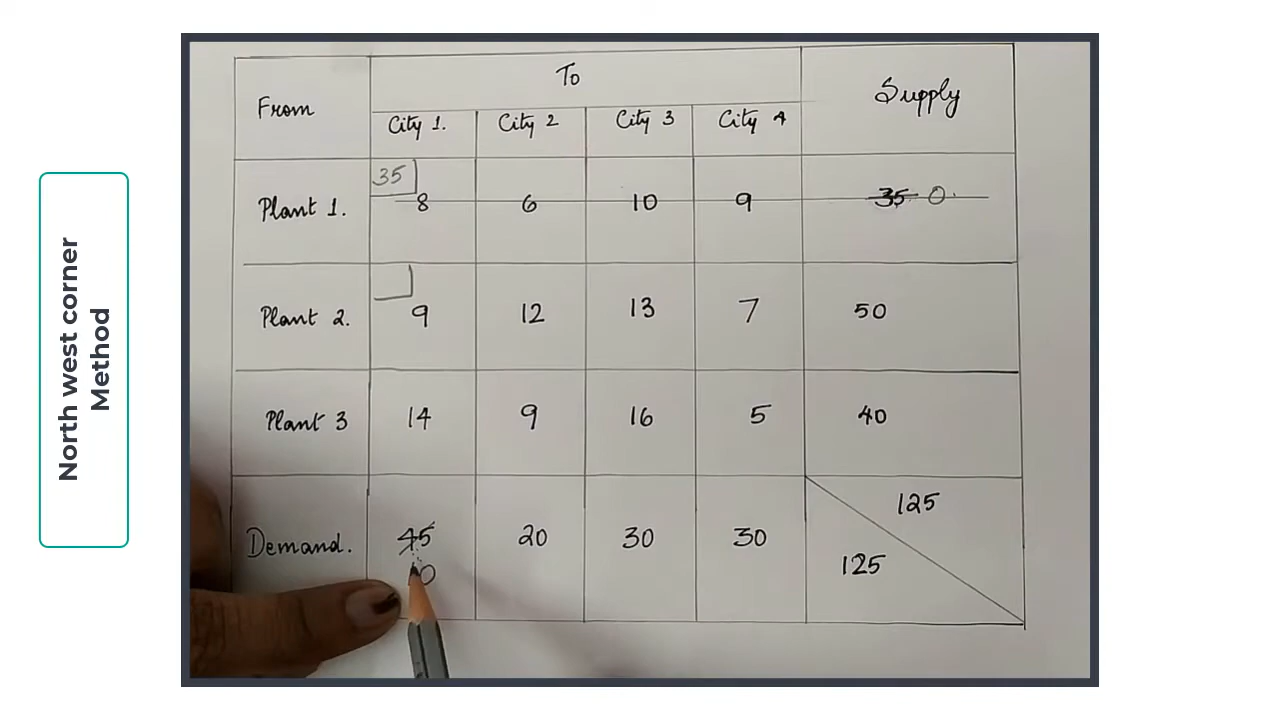 North west corner
Method
From
To
Supply
City 1.
City 2
City 3
City 4
35
Plant 1.
8
6
10
9
35 0
Plant 2.
9
12
13
7
50
Plant 3
14
9
16
5
40
Demand.
45
20
30
30
125
125